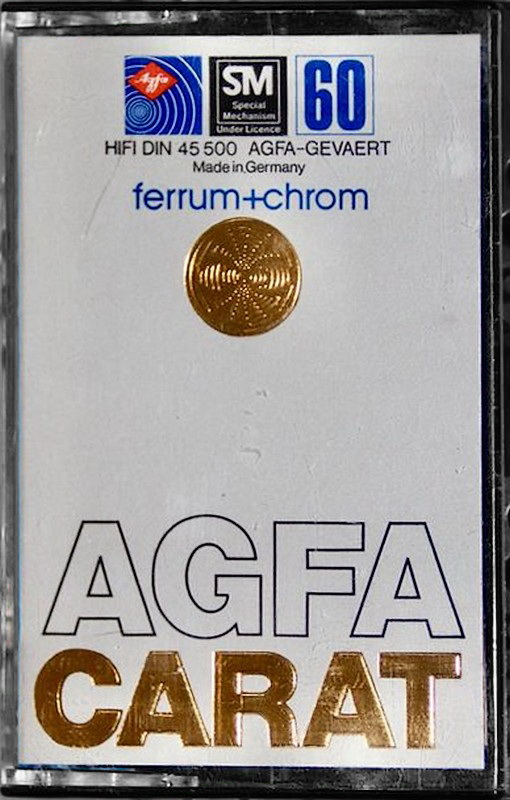 Agfa
SM
Special
Mechanism
Under Licence
60
HIFI DIN 45 500 AGFA-GEVAERT
Made in Germany
ferrum+chrom
AGFA
CARAT